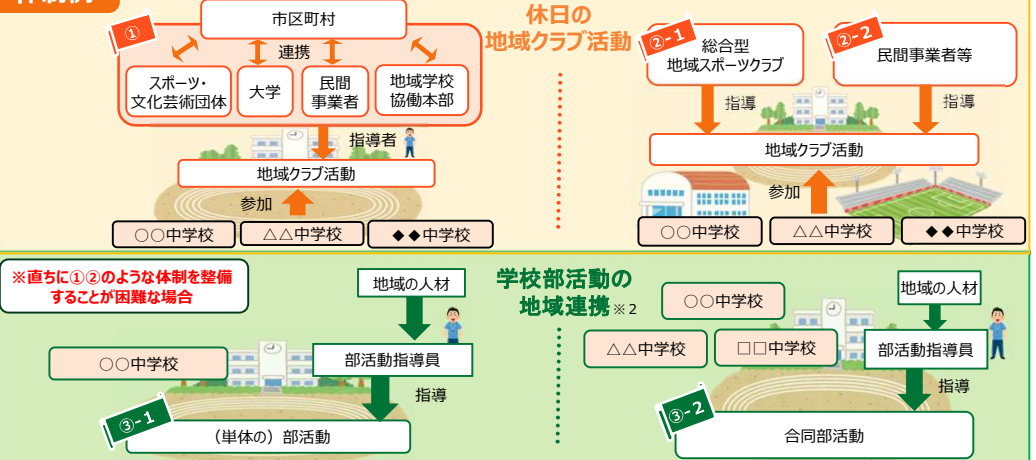 ①
市区町村
連携
スポーツ・
文化芸術団体
大学
民間
事業者
地域学校
協働本部
指導者
地域クラブ活動
参加
○○中学校
△△中学校
◆◆中学校
休日の
地域クラブ活動
②-1
総合型
地域スポーツクラブ
②-2
民間事業者等
指導
指導
地域クラブ活動
参加
○○中学校
△△中学校
◆◆中学校
※直ちに①②のような体制を整備
することが困難な場合
地域の人材
○○中学校
部活動指導員
指導
③-1
（単体の）部活動
学校部活動の
地域連携※2
○○中学校
△△中学校
□□中学校
地域の人材
部活動指導員
指導
③-2
合同部活動